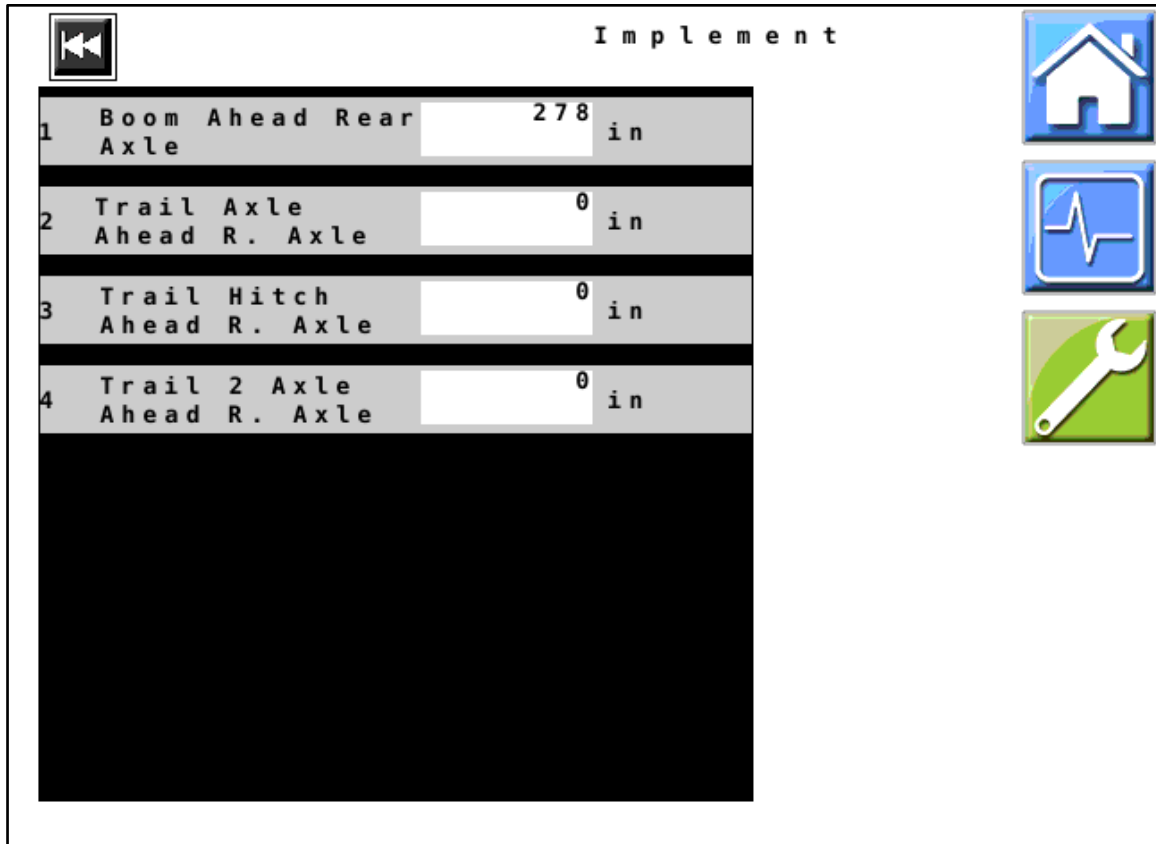 Implement
1 Boom Ahead Rear 278 in
Axle
2 Trail Axle 0 in
Ahead R. Axle
3 Trail Hitch 0 in
Ahead R. Axle
4 Trail 2 Axle 0 in
Ahead R. Axle